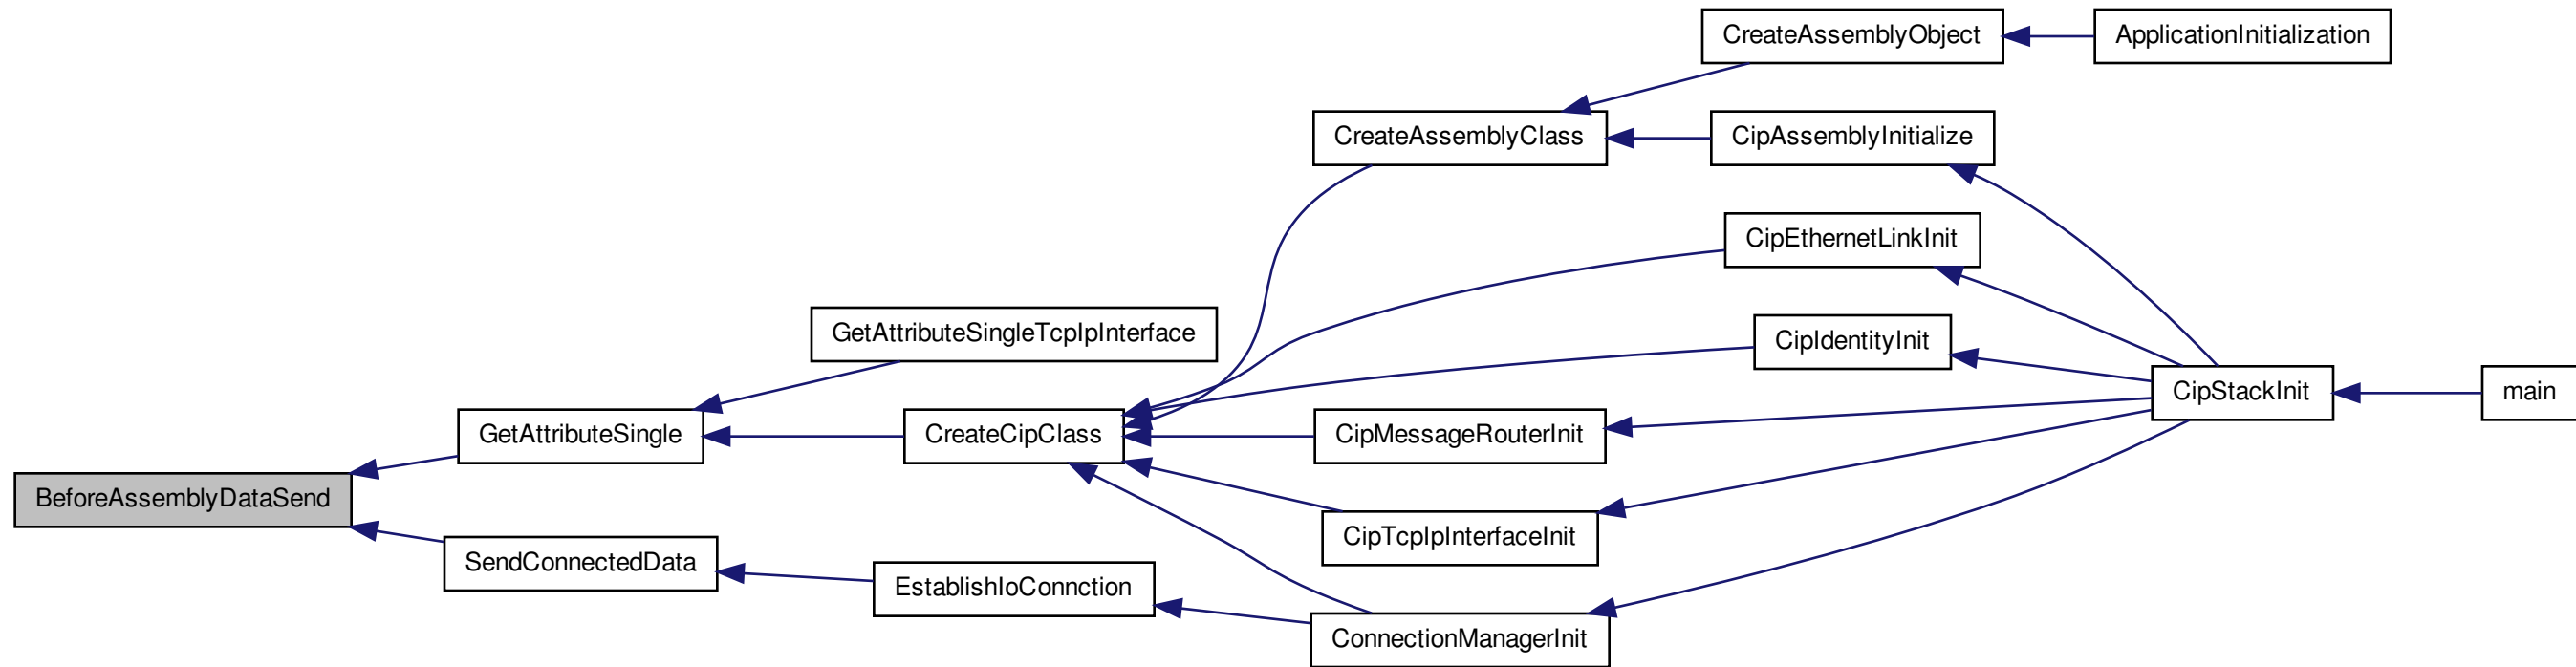 CreateAssemblyObject
ApplicationInitialization
CreateAssemblyClass
CipAssemblyInitialize
CipEthernetLinkInit
GetAttributeSingleTcpIpInterface
CipIdentityInit
CipStackInit
main
GetAttributeSingle
CreateCipClass
CipMessageRouterInit
BeforeAssemblyDataSend
CipTcpIpInterfaceInit
SendConnectedData
EstablishIoConnction
ConnectionManagerInit